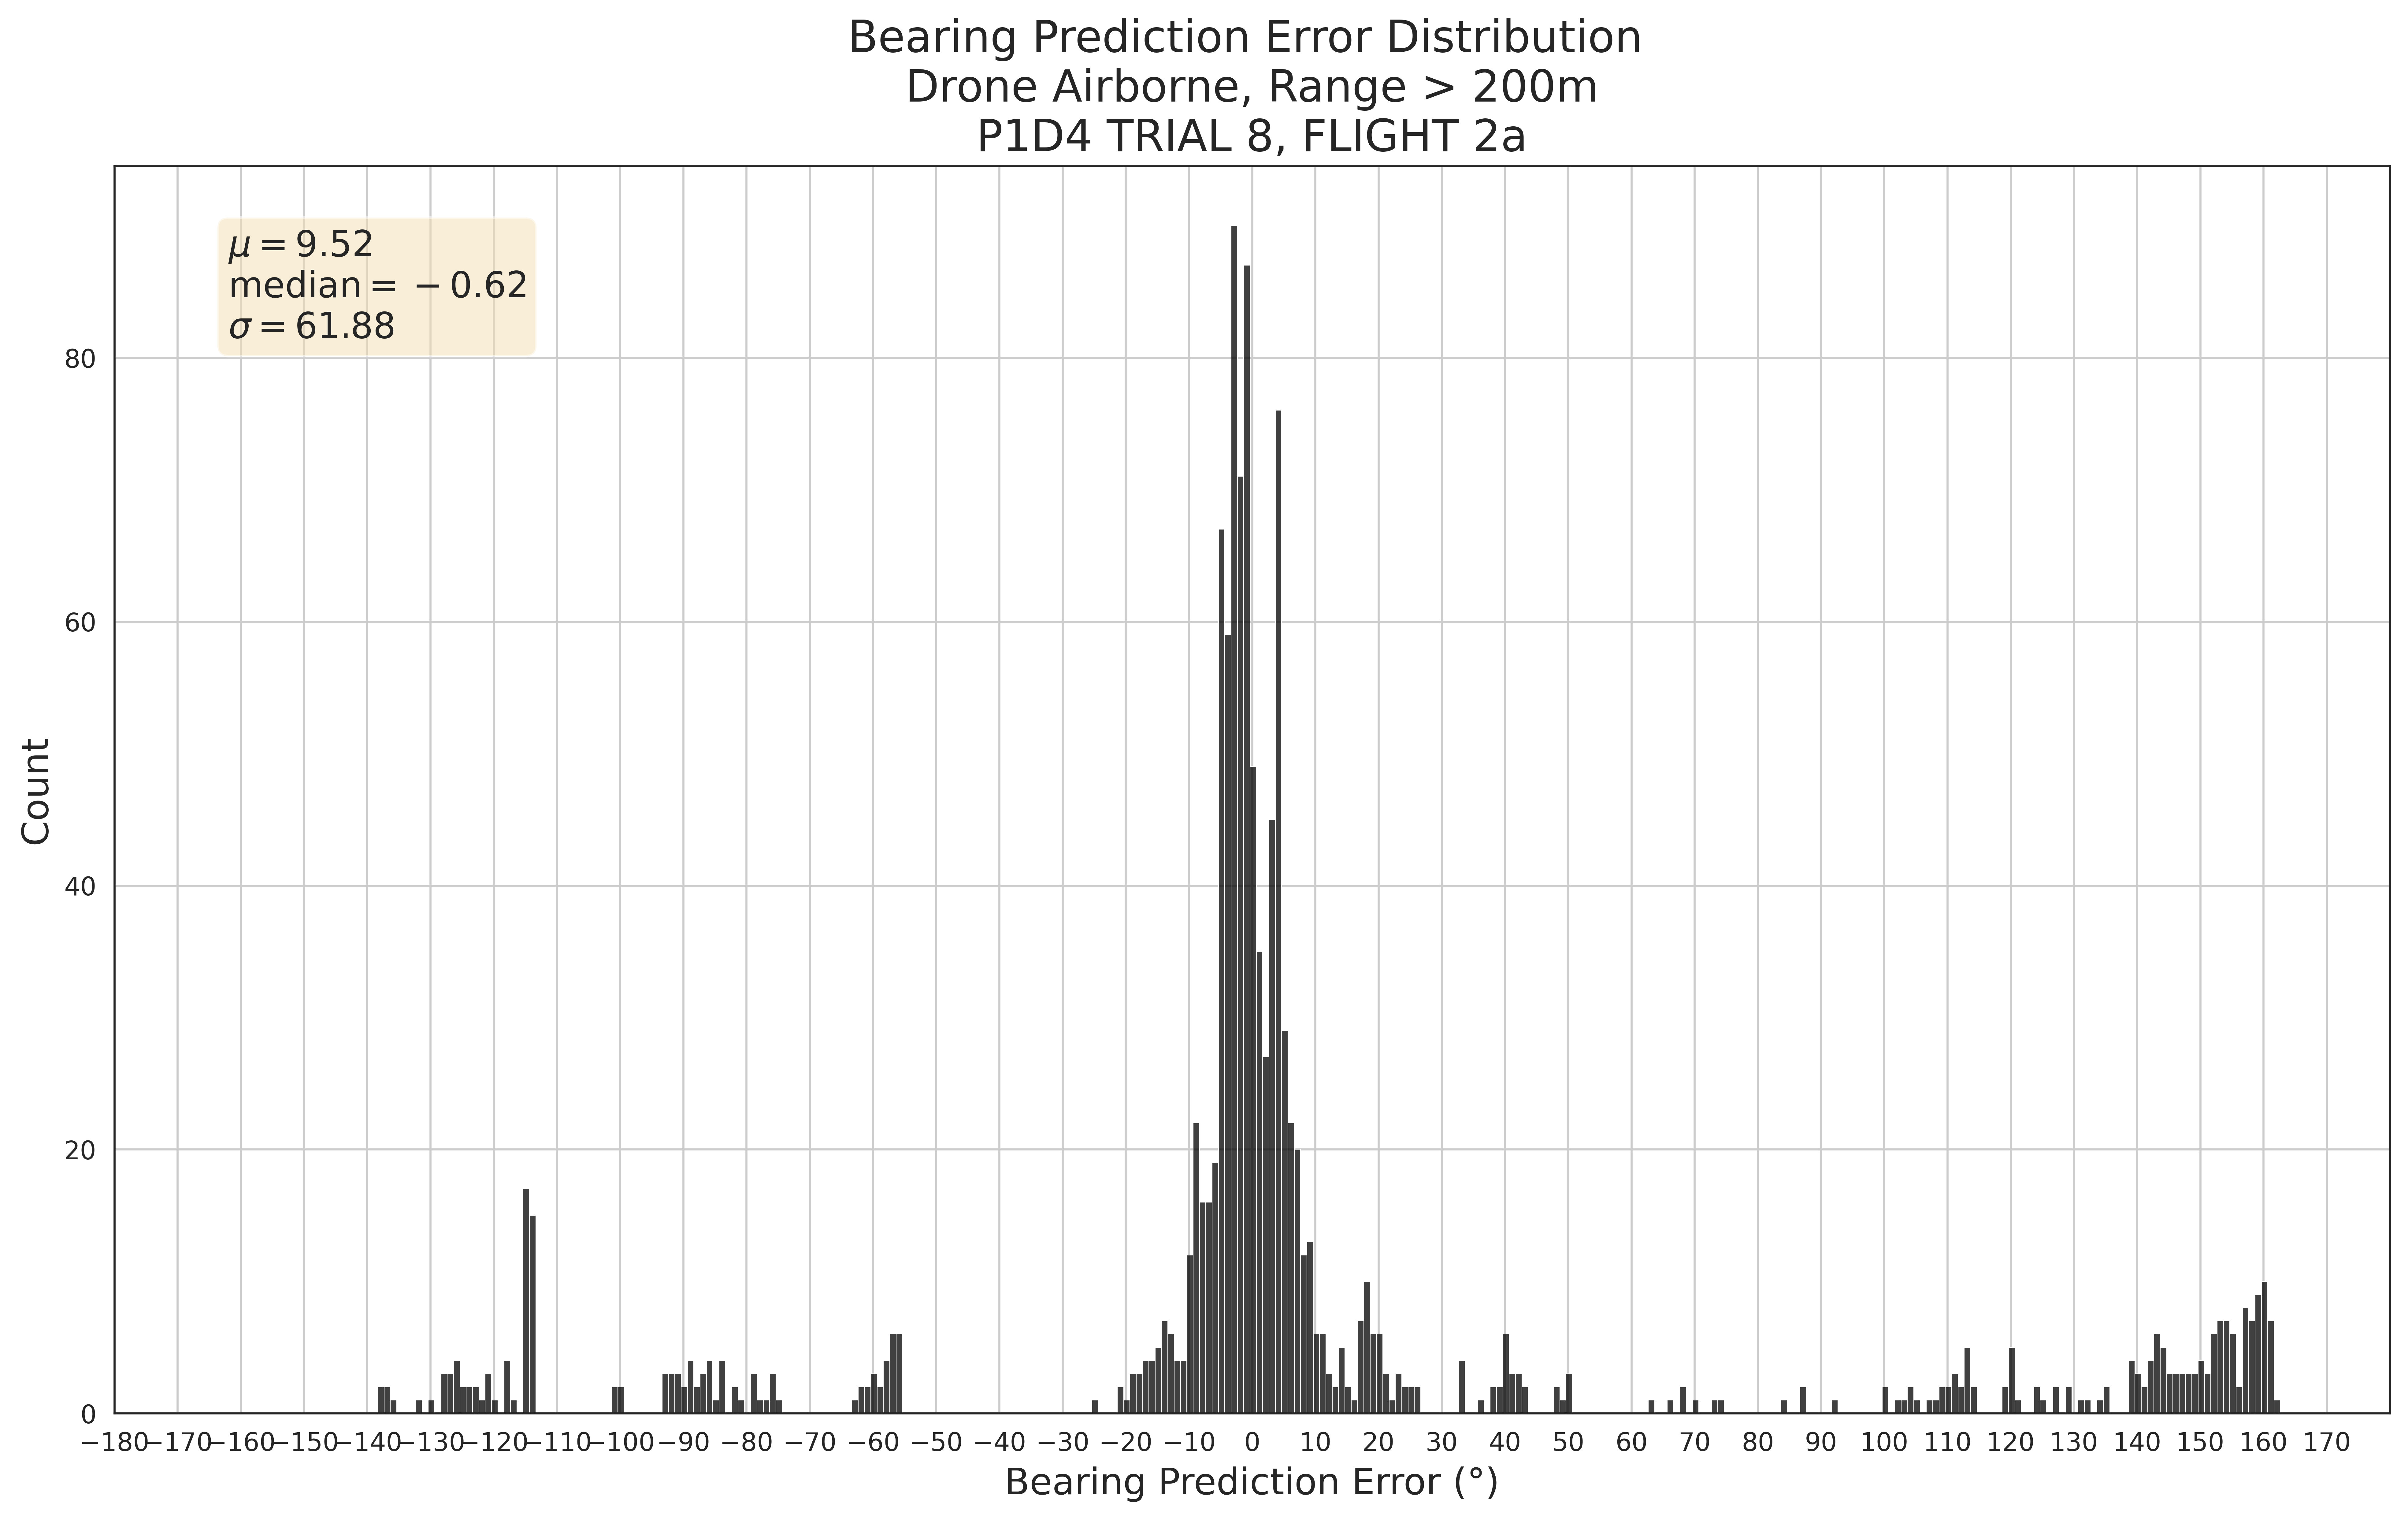 Bearing Prediction Error Distribution
Drone Airborne, Range > 200m
P1D4 TRIAL 8, FLIGHT 2a
μ = 9.52
median = − 0.62
σ = 61.88
80
60
40
20
0
Count
−180 −170 −160 −150 −140 −130 −120 −110 −100 −90 −80 −70 −60 −50 −40 −30 −20 −10 0 10 20 30 40 50 60 70 80 90 100 110 120 130 140 150 160 170
Bearing Prediction Error (°)